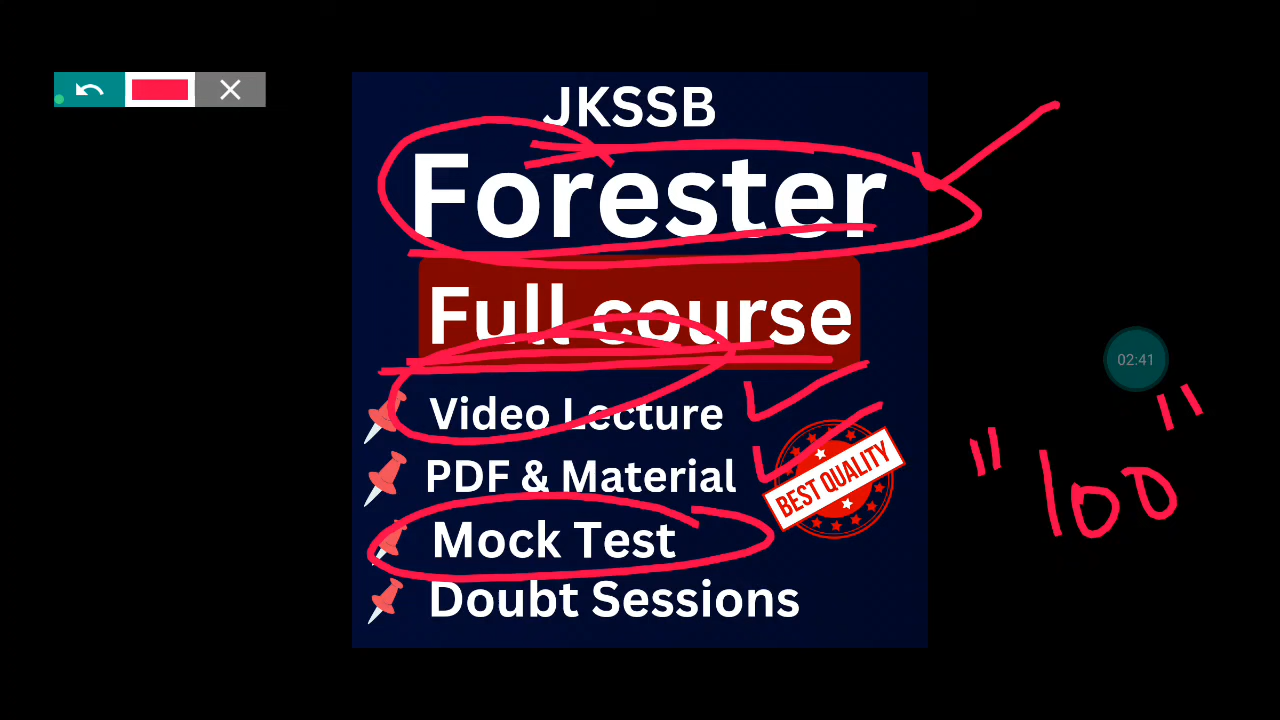 JKSSB
Forester
Full course
Video Lecture
PDF & Material
BEST QUALITY
Mock Test
Doubt Sessions
02:41
"100"